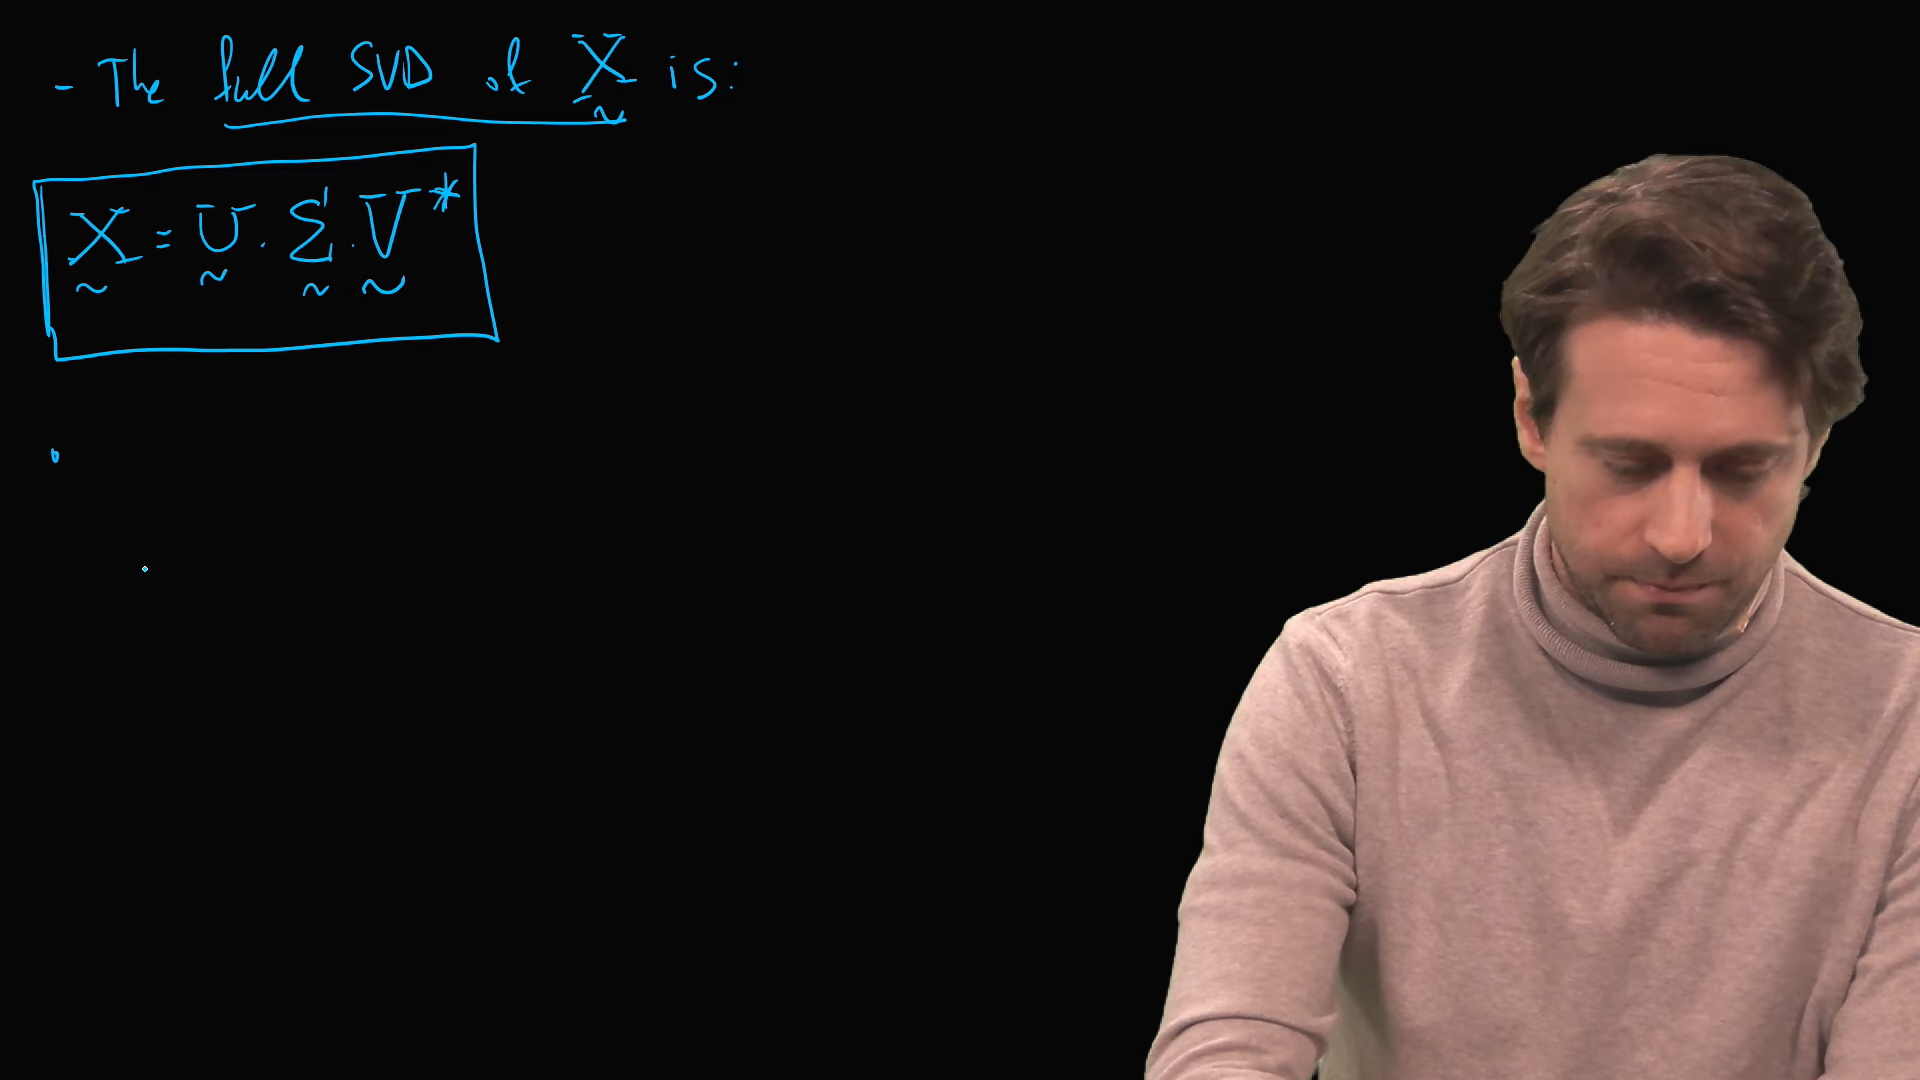 - The full SVD of X is:
X = U · Σ · V*